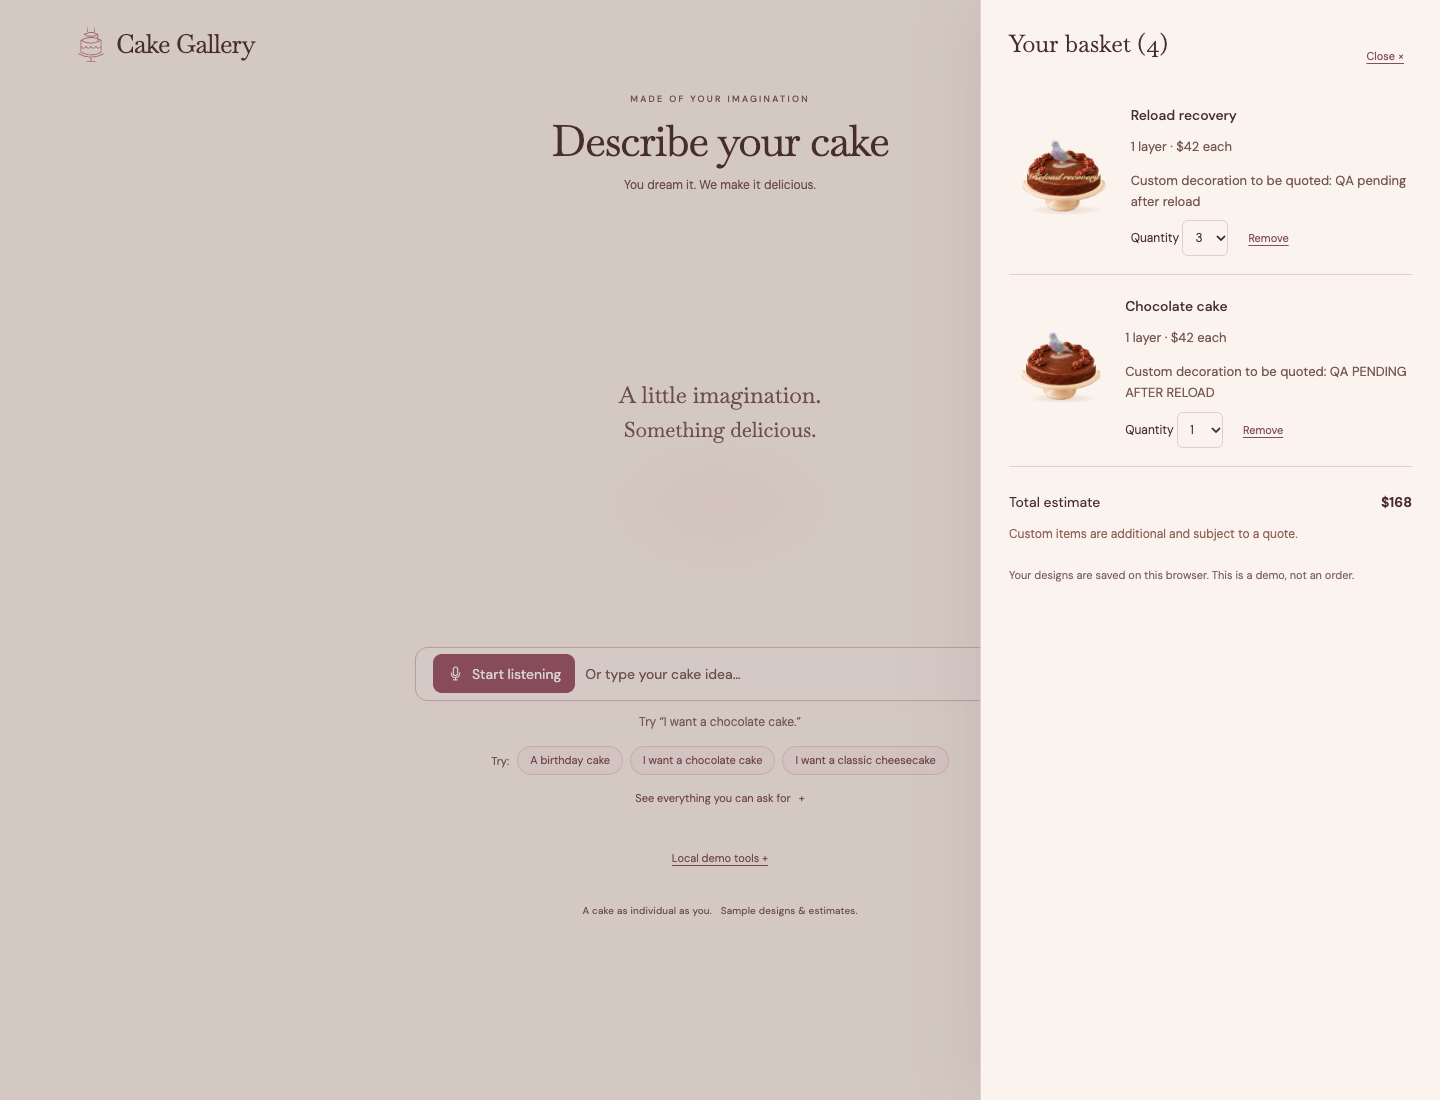 Cake Gallery
MADE OF YOUR IMAGINATION
Describe your cake
You dream it. We make it delicious.
A little imagination.
Something delicious.
Start listening
Or type your cake idea…
Try “I want a chocolate cake.”
Try:
A birthday cake
I want a chocolate cake
I want a classic cheesecake
See everything you can ask for +
Local demo tools +
A cake as individual as you. Sample designs & estimates.
Your basket (4)
Close ×
Reload recovery
Reload recovery
1 layer · $42 each
Custom decoration to be quoted: QA pending
after reload
Quantity 3
Remove
Chocolate cake
1 layer · $42 each
Custom decoration to be quoted: QA PENDING
AFTER RELOAD
Quantity 1
Remove
Total estimate $168
Custom items are additional and subject to a quote.
Your designs are saved on this browser. This is a demo, not an order.